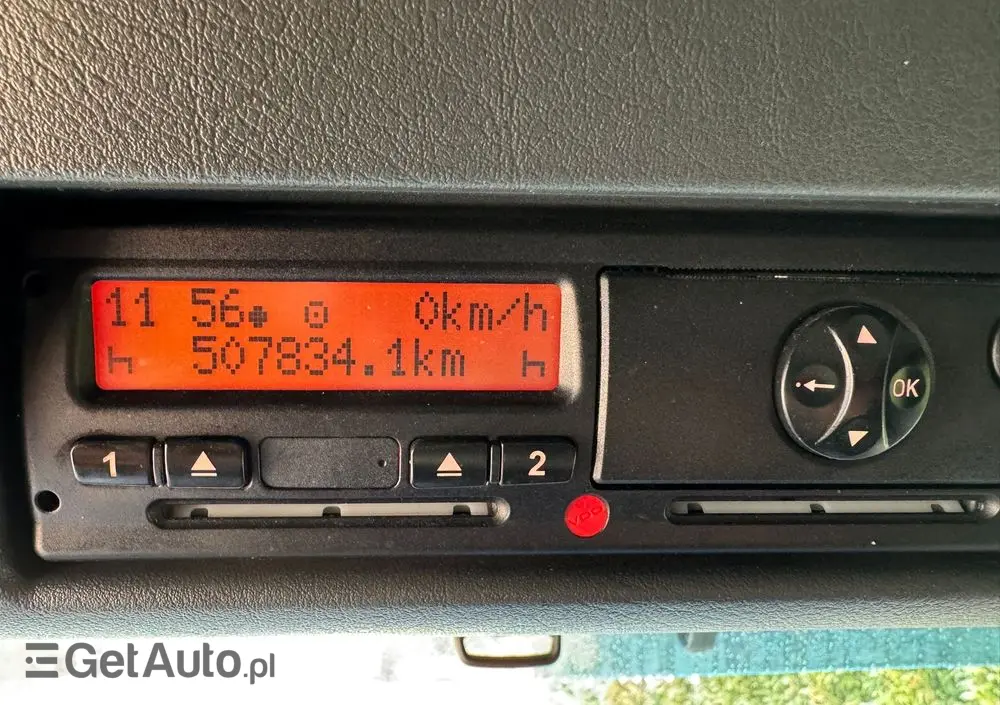 11 56 0km/h
507834.1km
1 2
OK
VDO
GetAuto.pl